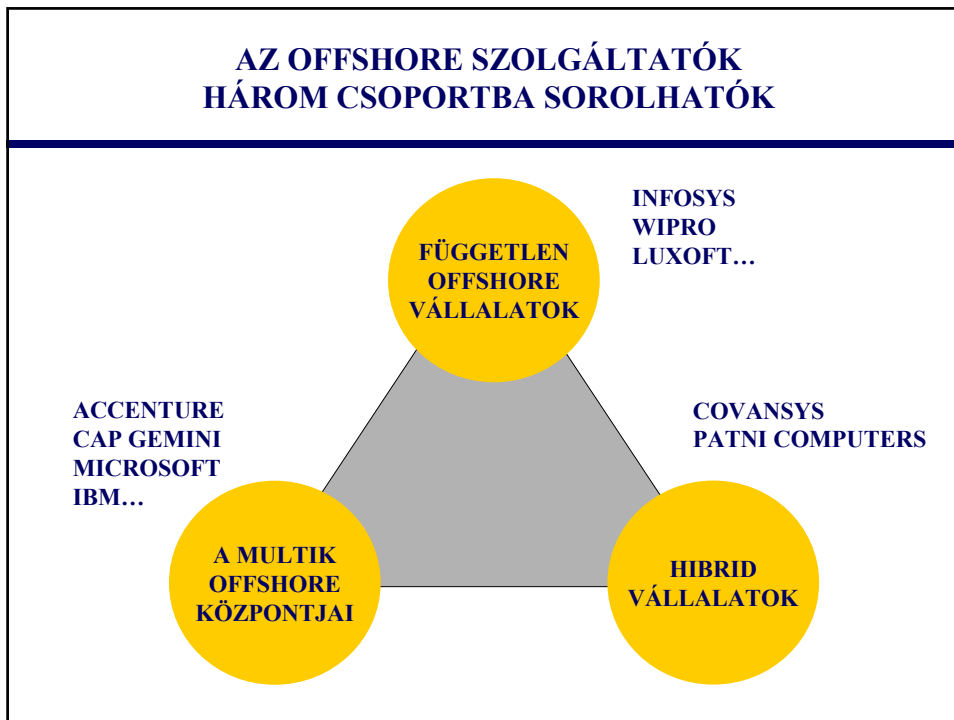 AZ OFFSHORE SZOLGÁLTATÓK
HÁROM CSOPORTBA SOROLHATÓK
FÜGGETLEN
OFFSHORE
VÁLLALATOK
INFOSYS
WIPRO
LUXOFT…
ACCENTURE
CAP GEMINI
MICROSOFT
IBM…
COVANSYS
PATNI COMPUTERS
A MULTIK
OFFSHORE
KÖZPONTJAI
HIBRID
VÁLLALATOK